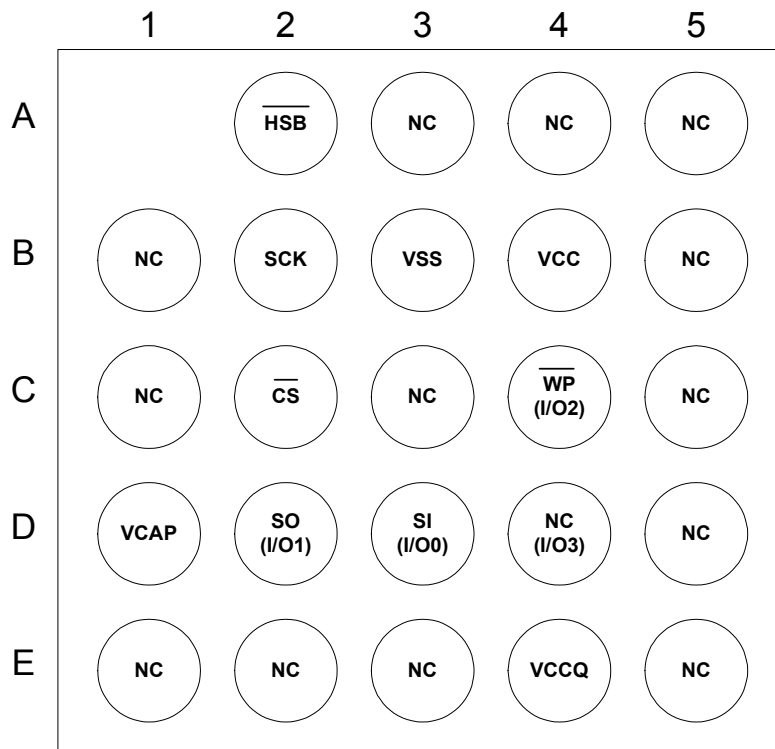 1 2 3 4 5
A HSB NC NC NC
B NC SCK VSS VCC NC
C NC CS NC WP NC
(I/O2)
D VCAP SO SI NC NC
(I/O1) (I/O0) (I/O3)
E NC NC NC VCCQ NC